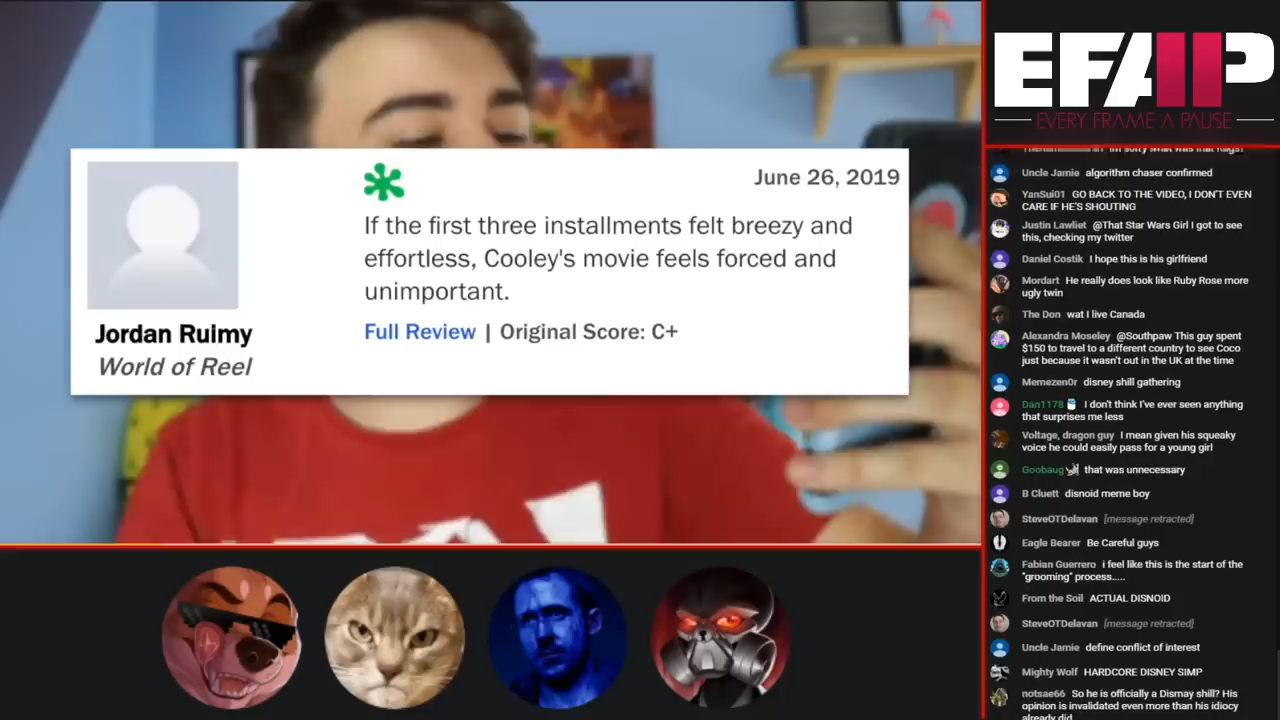 June 26, 2019
If the first three installments felt breezy and
effortless, Cooley's movie feels forced and
unimportant.
Jordan Ruimy
Full Review | Original Score: C+
World of Reel
EFAP
EVERY FRAME A PAUSE
Uncle Jamie algorithm chaser confirmed
YanSui01 GO BACK TO THE VIDEO, I DON'T EVEN
CARE IF HE'S SHOUTING
Justin Lawliet @That Star Wars Girl I got to see
this, checking my twitter
Daniel Costik I hope this is his girlfriend
Mordart He really does look like Ruby Rose more
ugly twin
The Don wat I live Canada
Alexandra Moseley @Southpaw This guy spent
$150 to travel to a different country to see Coco
just because it wasn't out in the UK at the time
Memezen0r disney shill gathering
Dan1178 I don't think I've ever seen anything
that surprises me less
Voltage, dragon guy I mean given his squeaky
voice he could easily pass for a young girl
Goobaug that was unnecessary
B Cluett disnoid meme boy
SteveOTDelavan [message retracted]
Eagle Bearer Be Careful guys
Fabian Guerrero i feel like this is the start of the
"grooming" process.....
From the Soil ACTUAL DISNOID
SteveOTDelavan [message retracted]
Uncle Jamie define conflict of interest
Mighty Wolf HARDCORE DISNEY SIMP
notsae66 So he is officially a Dismay shill? His
opinion is invalidated even more than his idiocy
already did